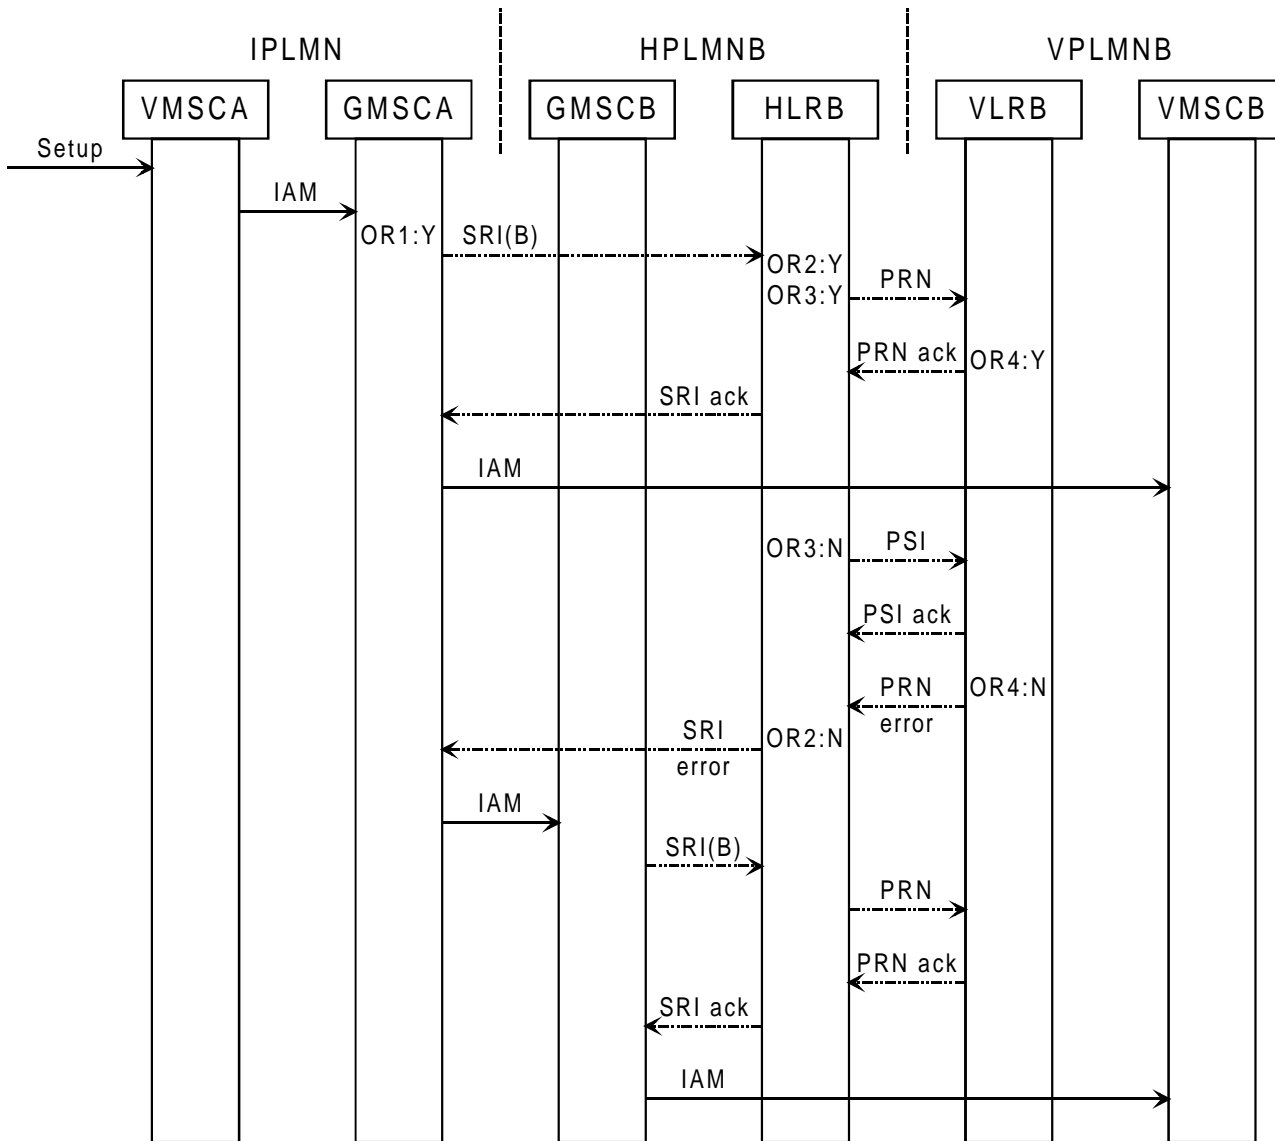 IPLMN HPLMNB VPLMNB
VMSCA GMSCA GMSCB HLRB VLRB VMSCB
Setup
IAM
OR1:Y SRI(B)
OR2:Y
OR3:Y PRN
PRN ack OR4:Y
SRI ack
IAM
OR3:N PSI
PSI ack
PRN OR4:N
error
SRI OR2:N
error
IAM
SRI(B)
PRN
PRN ack
SRI ack
IAM